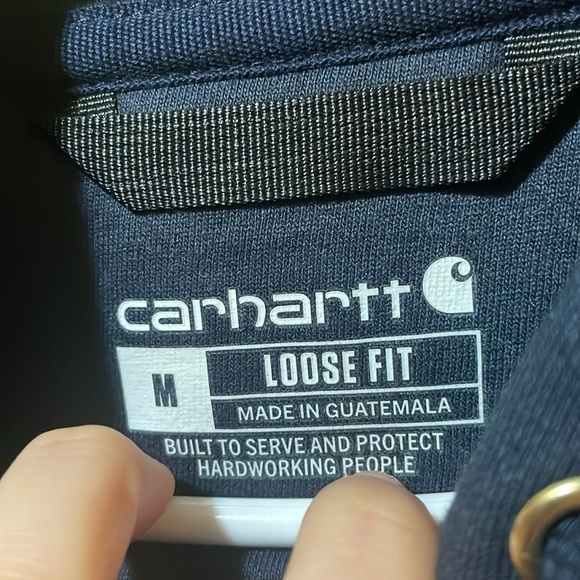 carhartt
M
LOOSE FIT
MADE IN GUATEMALA
BUILT TO SERVE AND PROTECT
HARDWORKING PEOPLE